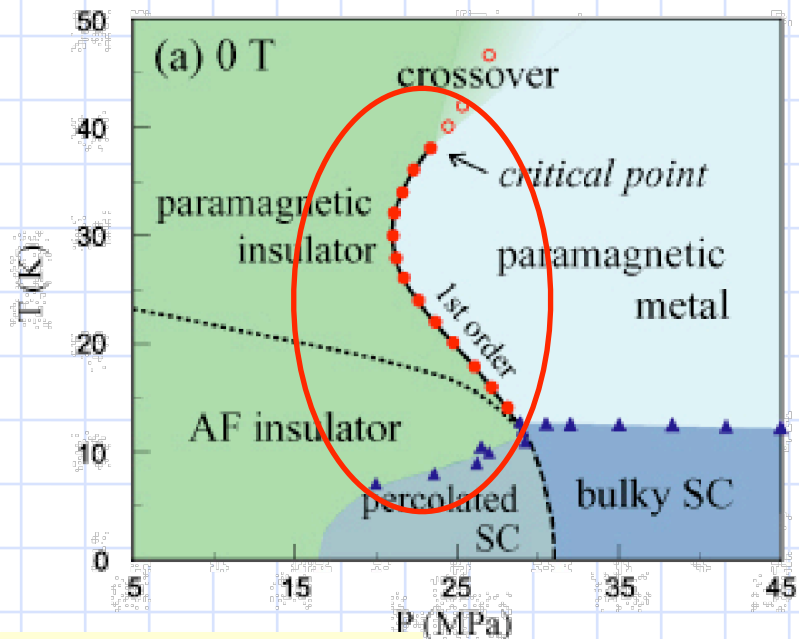 50
(a) 0 T
crossover
40
critical point
paramagnetic
insulator
30
paramagnetic
metal
T (K)
1st order
20
AF insulator
10
percolated
SC
bulky SC
0
5
15
25
35
45
P (MPa)